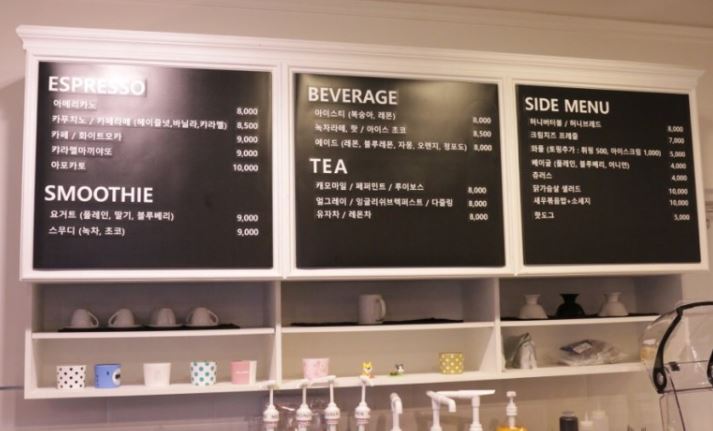 ESPRESSO
아메리카노 8,000
카푸치노 / 카페라떼 (헤이즐넛,바닐라,카라멜) 8,500
카페 / 화이트모카 9,000
카라멜마끼야또 9,000
아포카토 10,000
SMOOTHIE
요거트 (플레인, 딸기, 블루베리) 9,000
스무디 (녹차, 초코) 9,000
BEVERAGE
아이스티 (복숭아, 레몬) 8,000
녹차라떼, 핫 / 아이스 초코 8,500
에이드 (레몬, 블루레몬, 자몽, 오렌지, 청포도) 8,000
TEA
캐모마일 / 페퍼민트 / 루이보스 8,000
얼그레이 / 잉글리쉬브렉퍼스트 / 다즐링 8,000
유자차 / 레몬차 8,000
SIDE MENU
허니버터볼 / 허니브레드 8,000
크림치즈 프레즐 7,000
와플 (토핑추가 : 휘핑 500, 아이스크림 1,000) 5,000
베이글 (플레인, 블루베리, 어니언) 4,000
츄러스 4,000
닭가슴살 샐러드 10,000
새우볶음밥+소세지 10,000
핫도그 5,000